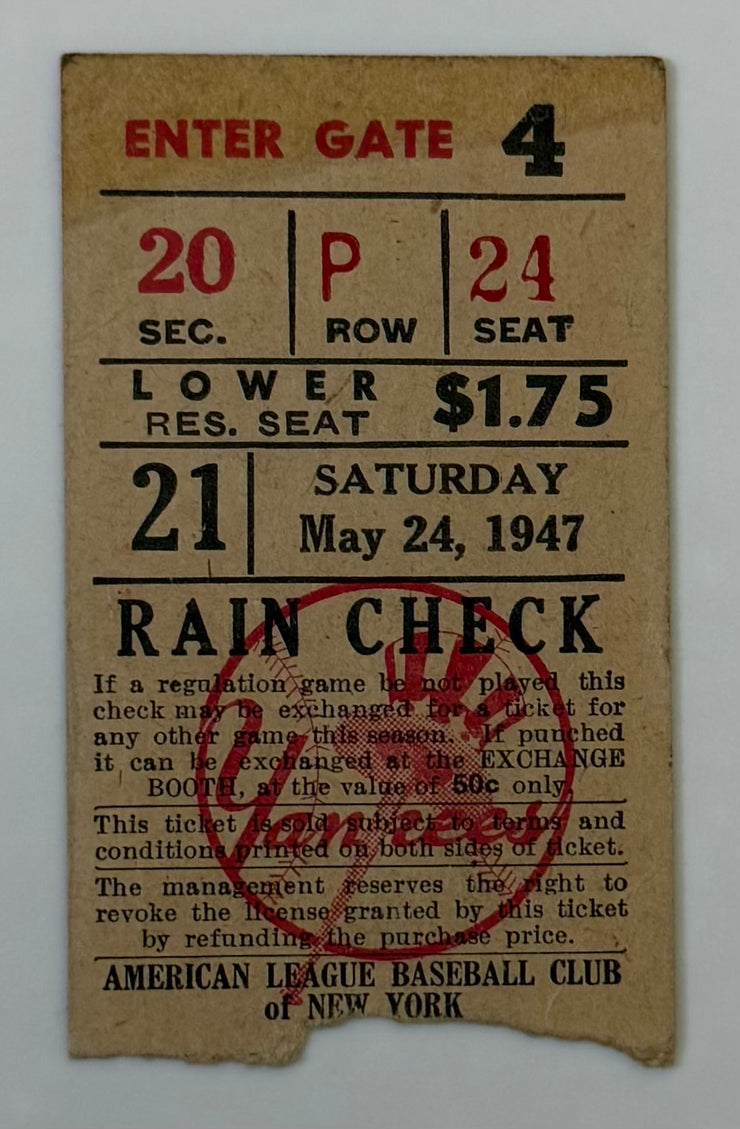 ENTER GATE 4
20 P 24
SEC. ROW SEAT
LOWER
RES. SEAT $1.75
21 SATURDAY
May 24, 1947
RAIN CHECK
If a regulation game be not played this
check may be exchanged for a ticket for
any other game this season. If punched
it can be exchanged at the EXCHANGE
BOOTH, at the value of 50c only.
Yankees
This ticket is sold subject to terms and
conditions printed on both sides of ticket.
The management reserves the right to
revoke the license granted by this ticket
by refunding the purchase price.
AMERICAN LEAGUE BASEBALL CLUB
of NEW YORK